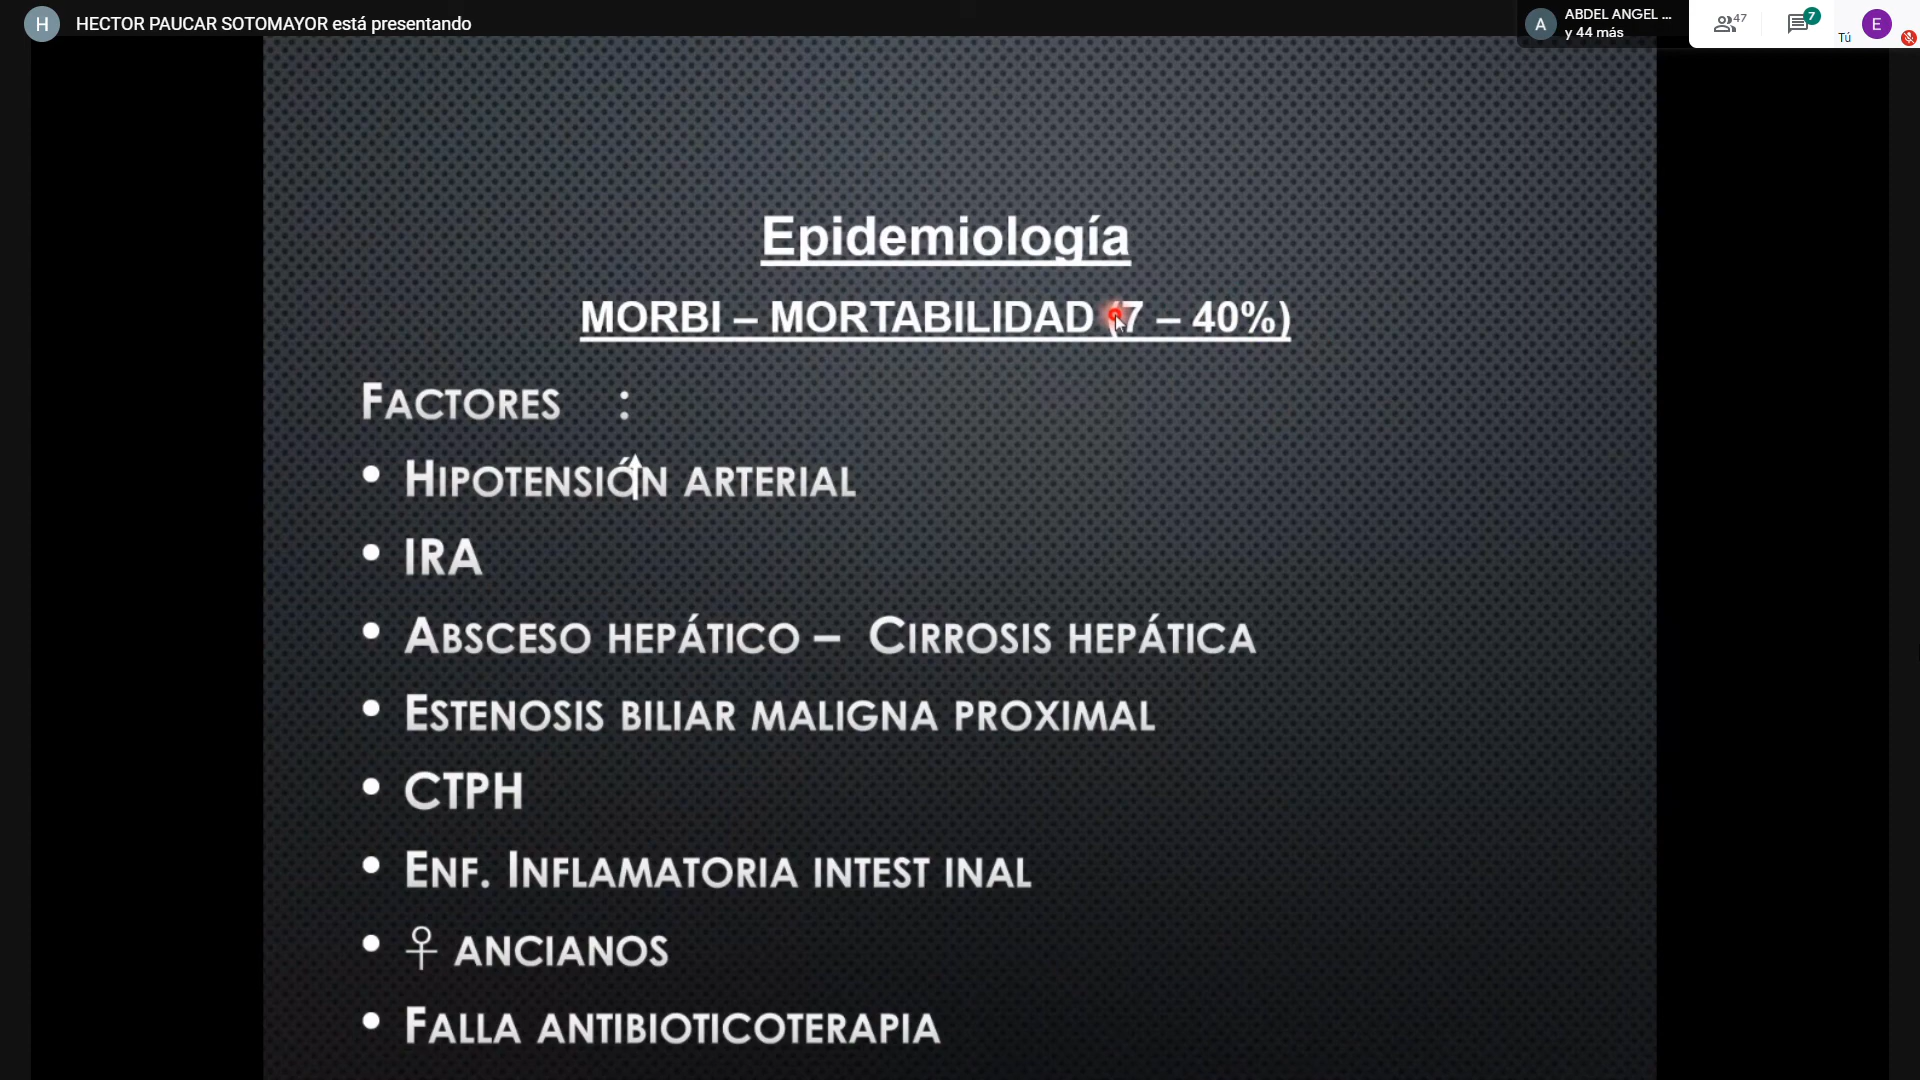 H HECTOR PAUCAR SOTOMAYOR está presentando
A ABDEL ANGEL ...
y 44 más
47
7
Tú
E
Epidemiología
MORBI – MORTABILIDAD (7 – 40%)
FACTORES :
• HIPOTENSIÓN ARTERIAL
• IRA
• ABSCESO HEPÁTICO – CIRROSIS HEPÁTICA
• ESTENOSIS BILIAR MALIGNA PROXIMAL
• CTPH
• ENF. INFLAMATORIA INTEST INAL
• ♀ ANCIANOS
• FALLA ANTIBIOTICOTERAPIA